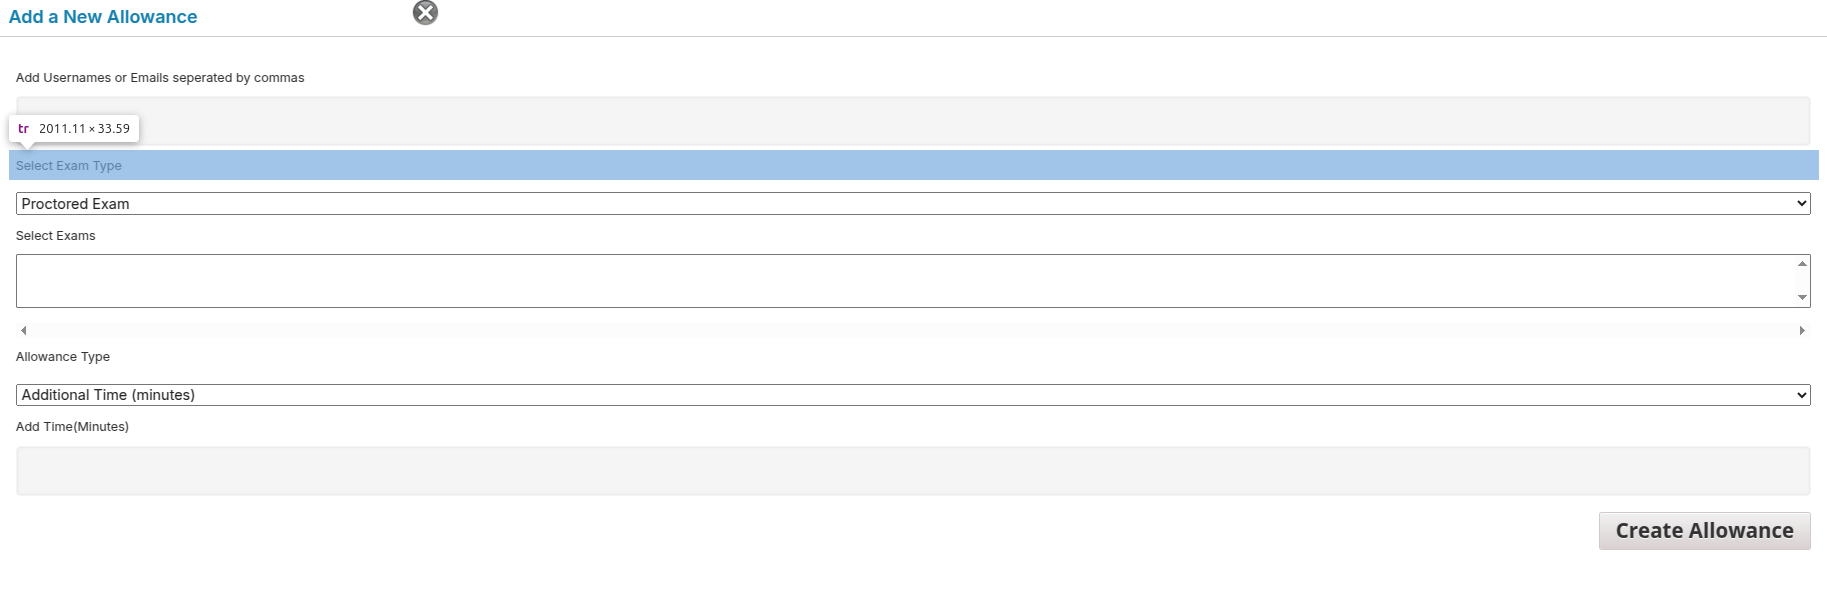 Add a New Allowance
Add Usernames or Emails seperated by commas
tr 2011.11 × 33.59
Select Exam Type
Proctored Exam
Select Exams
Allowance Type
Additional Time (minutes)
Add Time(Minutes)
Create Allowance